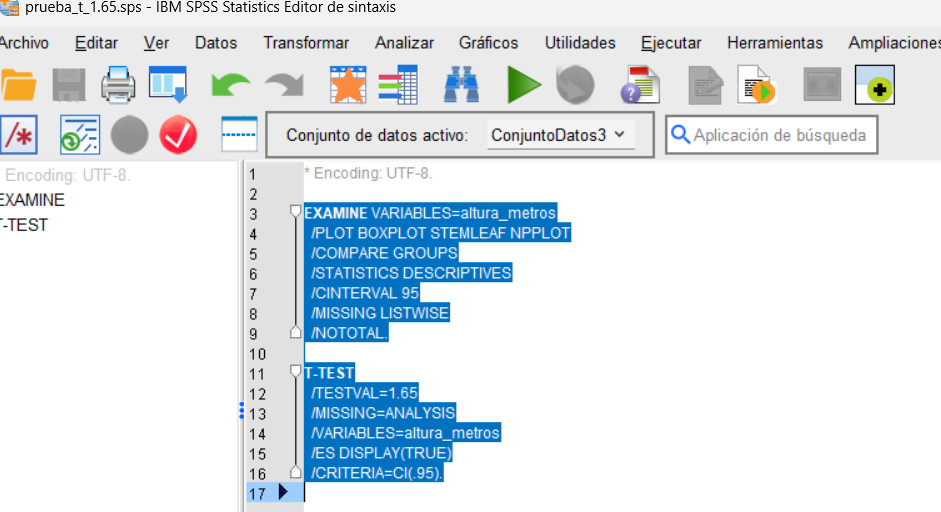 prueba_t_1.65.sps - IBM SPSS Statistics Editor de sintaxis
Archivo Editar Ver Datos Transformar Analizar Gráficos Utilidades Ejecutar Herramientas Ampliaciones
Conjunto de datos activo: ConjuntoDatos3 Aplicación de búsqueda
Encoding: UTF-8.
EXAMINE
T-TEST
1 * Encoding: UTF-8.
2
3 EXAMINE VARIABLES=altura_metros
4 /PLOT BOXPLOT STEMLEAF NPPLOT
5 /COMPARE GROUPS
6 /STATISTICS DESCRIPTIVES
7 /CINTERVAL 95
8 /MISSING LISTWISE
9 /NOTOTAL.
10
11 T-TEST
12 /TESTVAL=1.65
13 /MISSING=ANALYSIS
14 /VARIABLES=altura_metros
15 /ES DISPLAY(TRUE)
16 /CRITERIA=CI(.95).
17